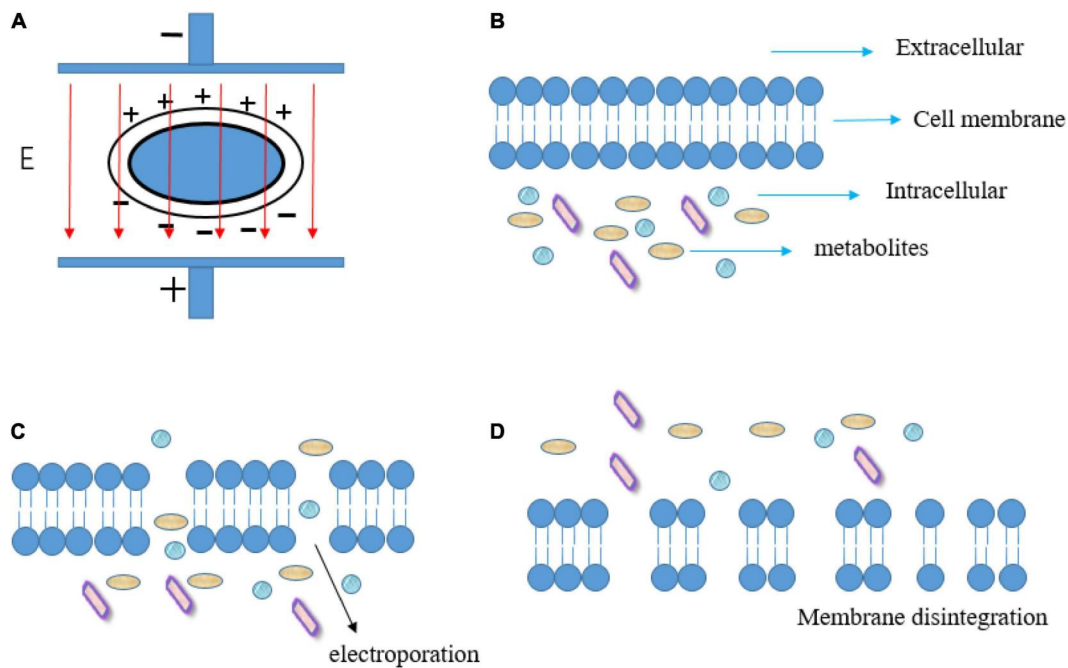 A
−
+ + + + +
E
− − − − −
+
B
Extracellular
Cell membrane
Intracellular
metabolites
C
electroporation
D
Membrane disintegration